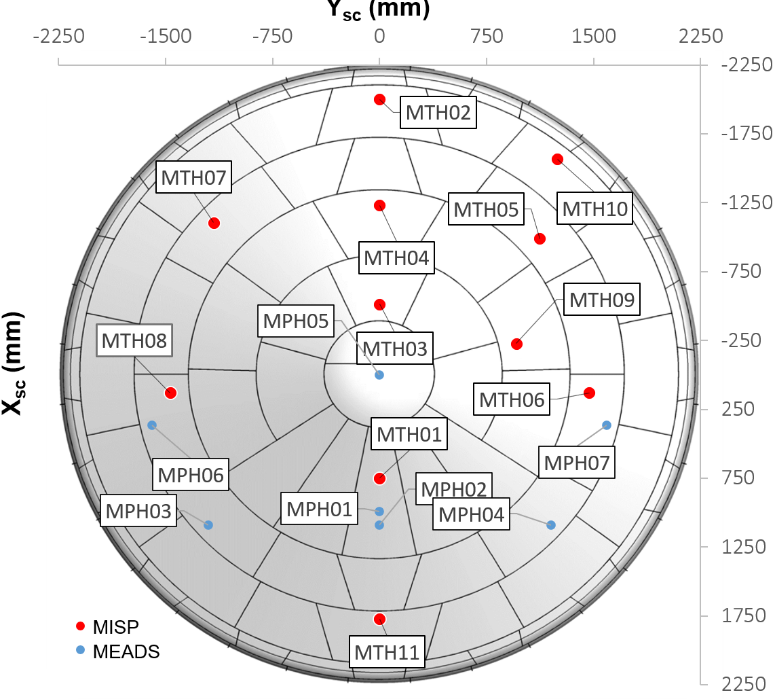 Ysc (mm)
-2250 -1500 -750 0 750 1500 2250
-2250
MTH02
-1750
MTH07
MTH05
MTH10
-1250
MTH04
-750
MTH09
MPH05
MTH08
MTH03
-250
Xsc (mm)
MTH06
250
MTH01
MPH07
MPH06
MPH02
750
MPH03
MPH01
MPH04
1250
MISP
1750
MEADS
MTH11
2250